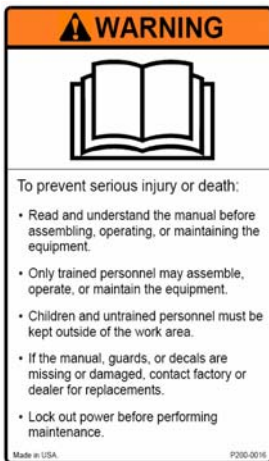 WARNING
To prevent serious injury or death:
• Read and understand the manual before
assembling, operating, or maintaining the
equipment.
• Only trained personnel may assemble,
operate, or maintain the equipment.
• Children and untrained personnel must be
kept outside of the work area.
• If the manual, guards, or decals are
missing or damaged, contact factory or
dealer for replacements.
• Lock out power before performing
maintenance.
Made in USA. P200-0016